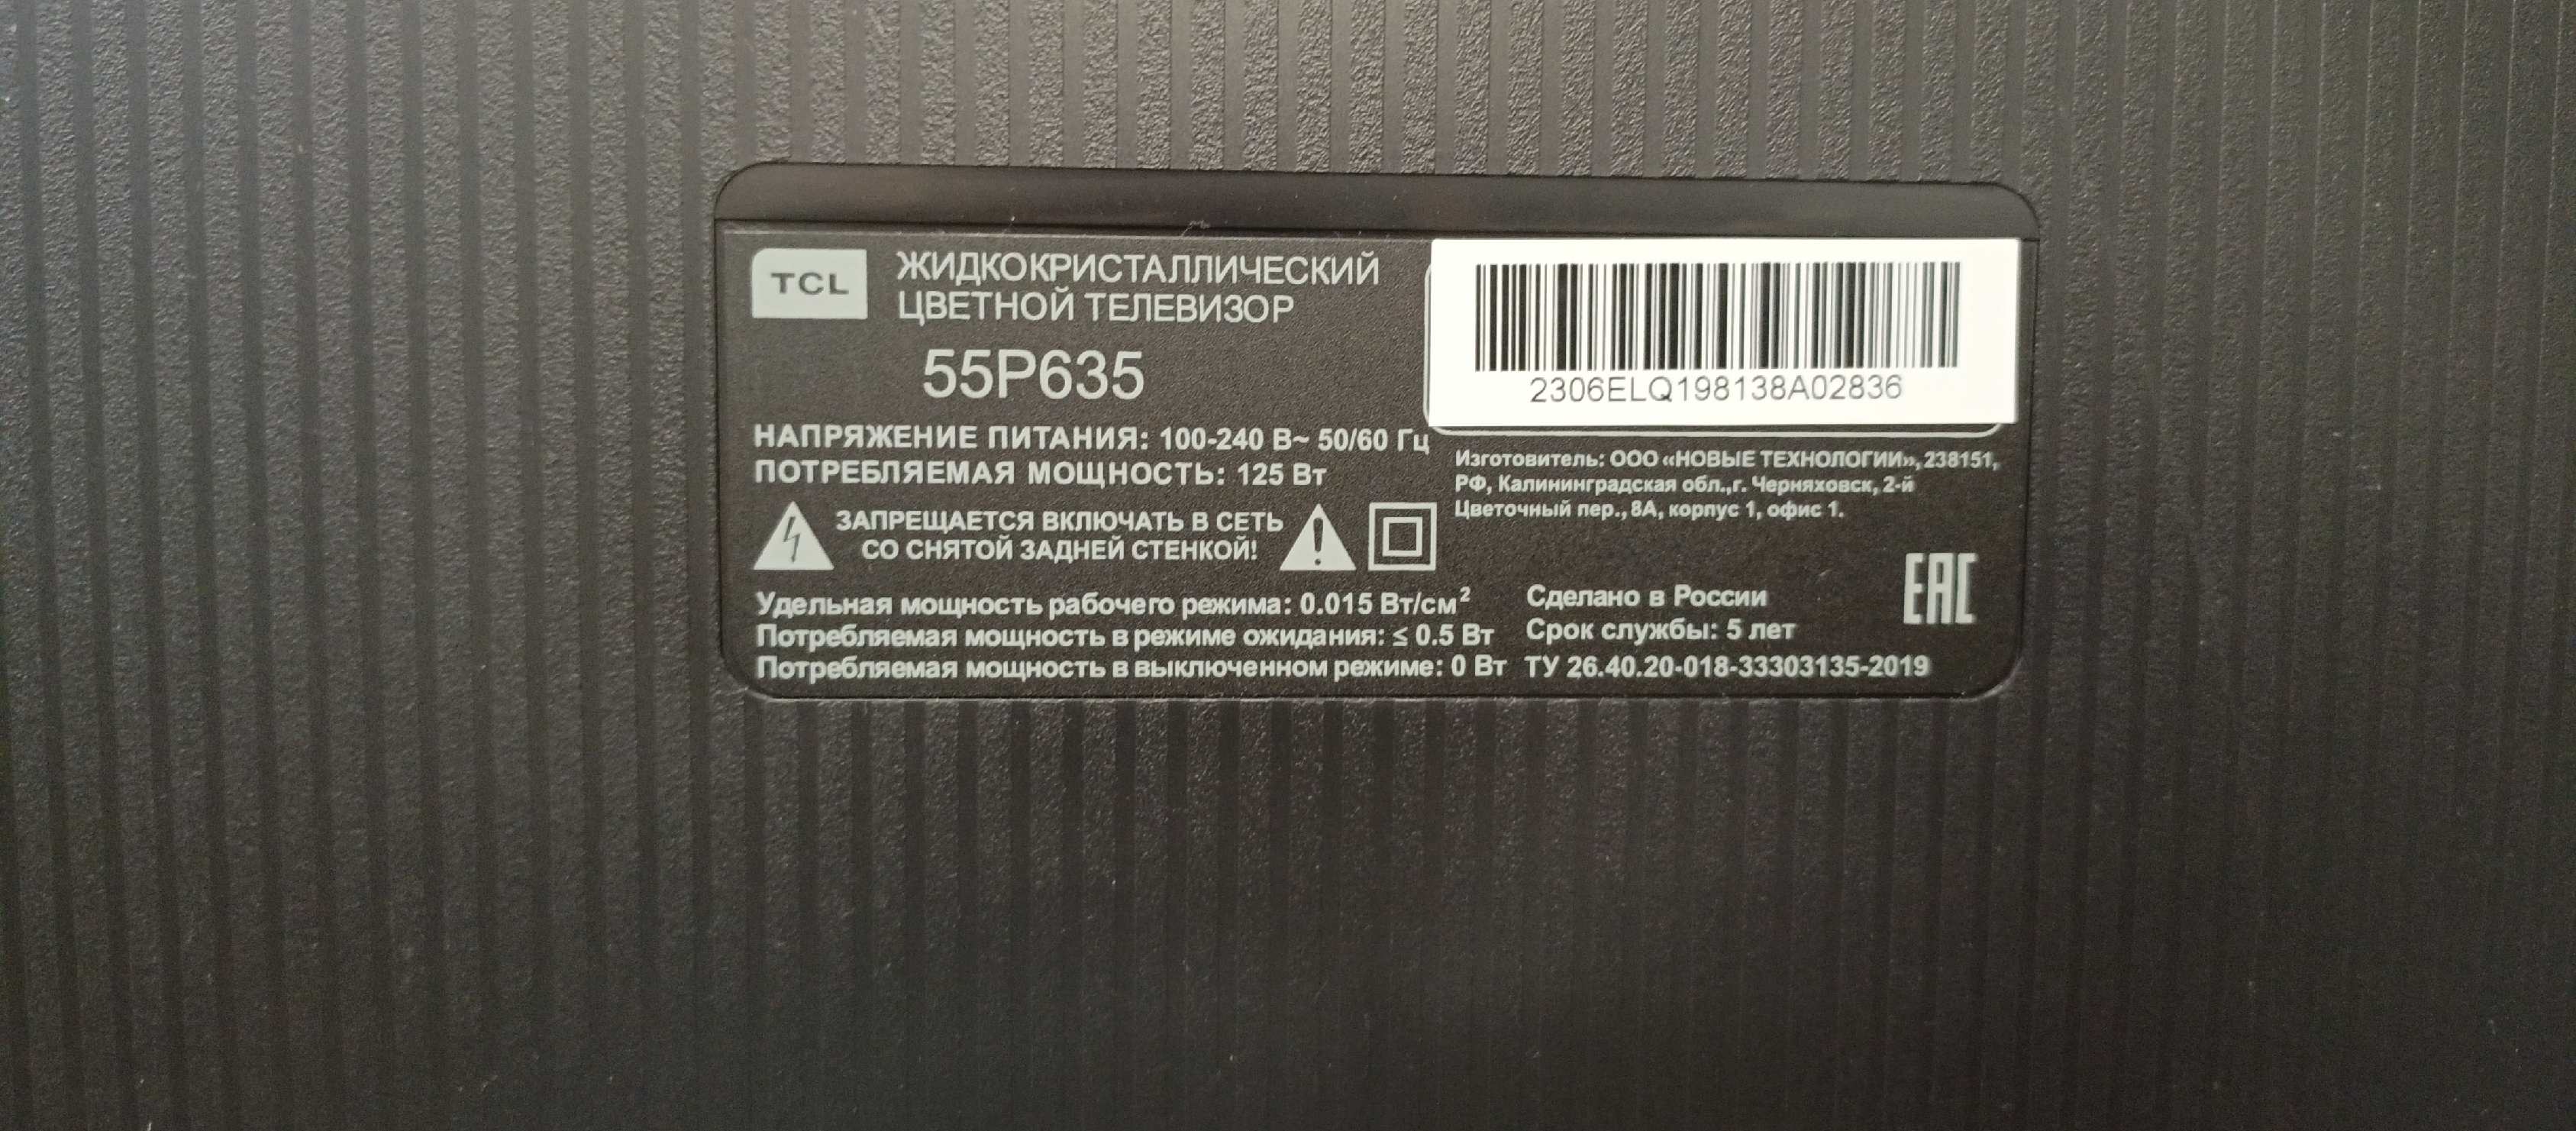 TCL
ЖИДКОКРИСТАЛЛИЧЕСКИЙ
ЦВЕТНОЙ ТЕЛЕВИЗОР
55P635
НАПРЯЖЕНИЕ ПИТАНИЯ: 100-240 В~ 50/60 Гц
ПОТРЕБЛЯЕМАЯ МОЩНОСТЬ: 125 Вт
ЗАПРЕЩАЕТСЯ ВКЛЮЧАТЬ В СЕТЬ
СО СНЯТОЙ ЗАДНЕЙ СТЕНКОЙ!
Удельная мощность рабочего режима: 0.015 Вт/см²
Потребляемая мощность в режиме ожидания: ≤ 0.5 Вт
Потребляемая мощность в выключенном режиме: 0 Вт
2306ELQ198138A02836
Изготовитель: ООО «НОВЫЕ ТЕХНОЛОГИИ», 238151,
РФ, Калининградская обл.,г. Черняховск, 2-й
Цветочный пер., 8А, корпус 1, офис 1.
EAC
Сделано в России
Срок службы: 5 лет
ТУ 26.40.20-018-33303135-2019